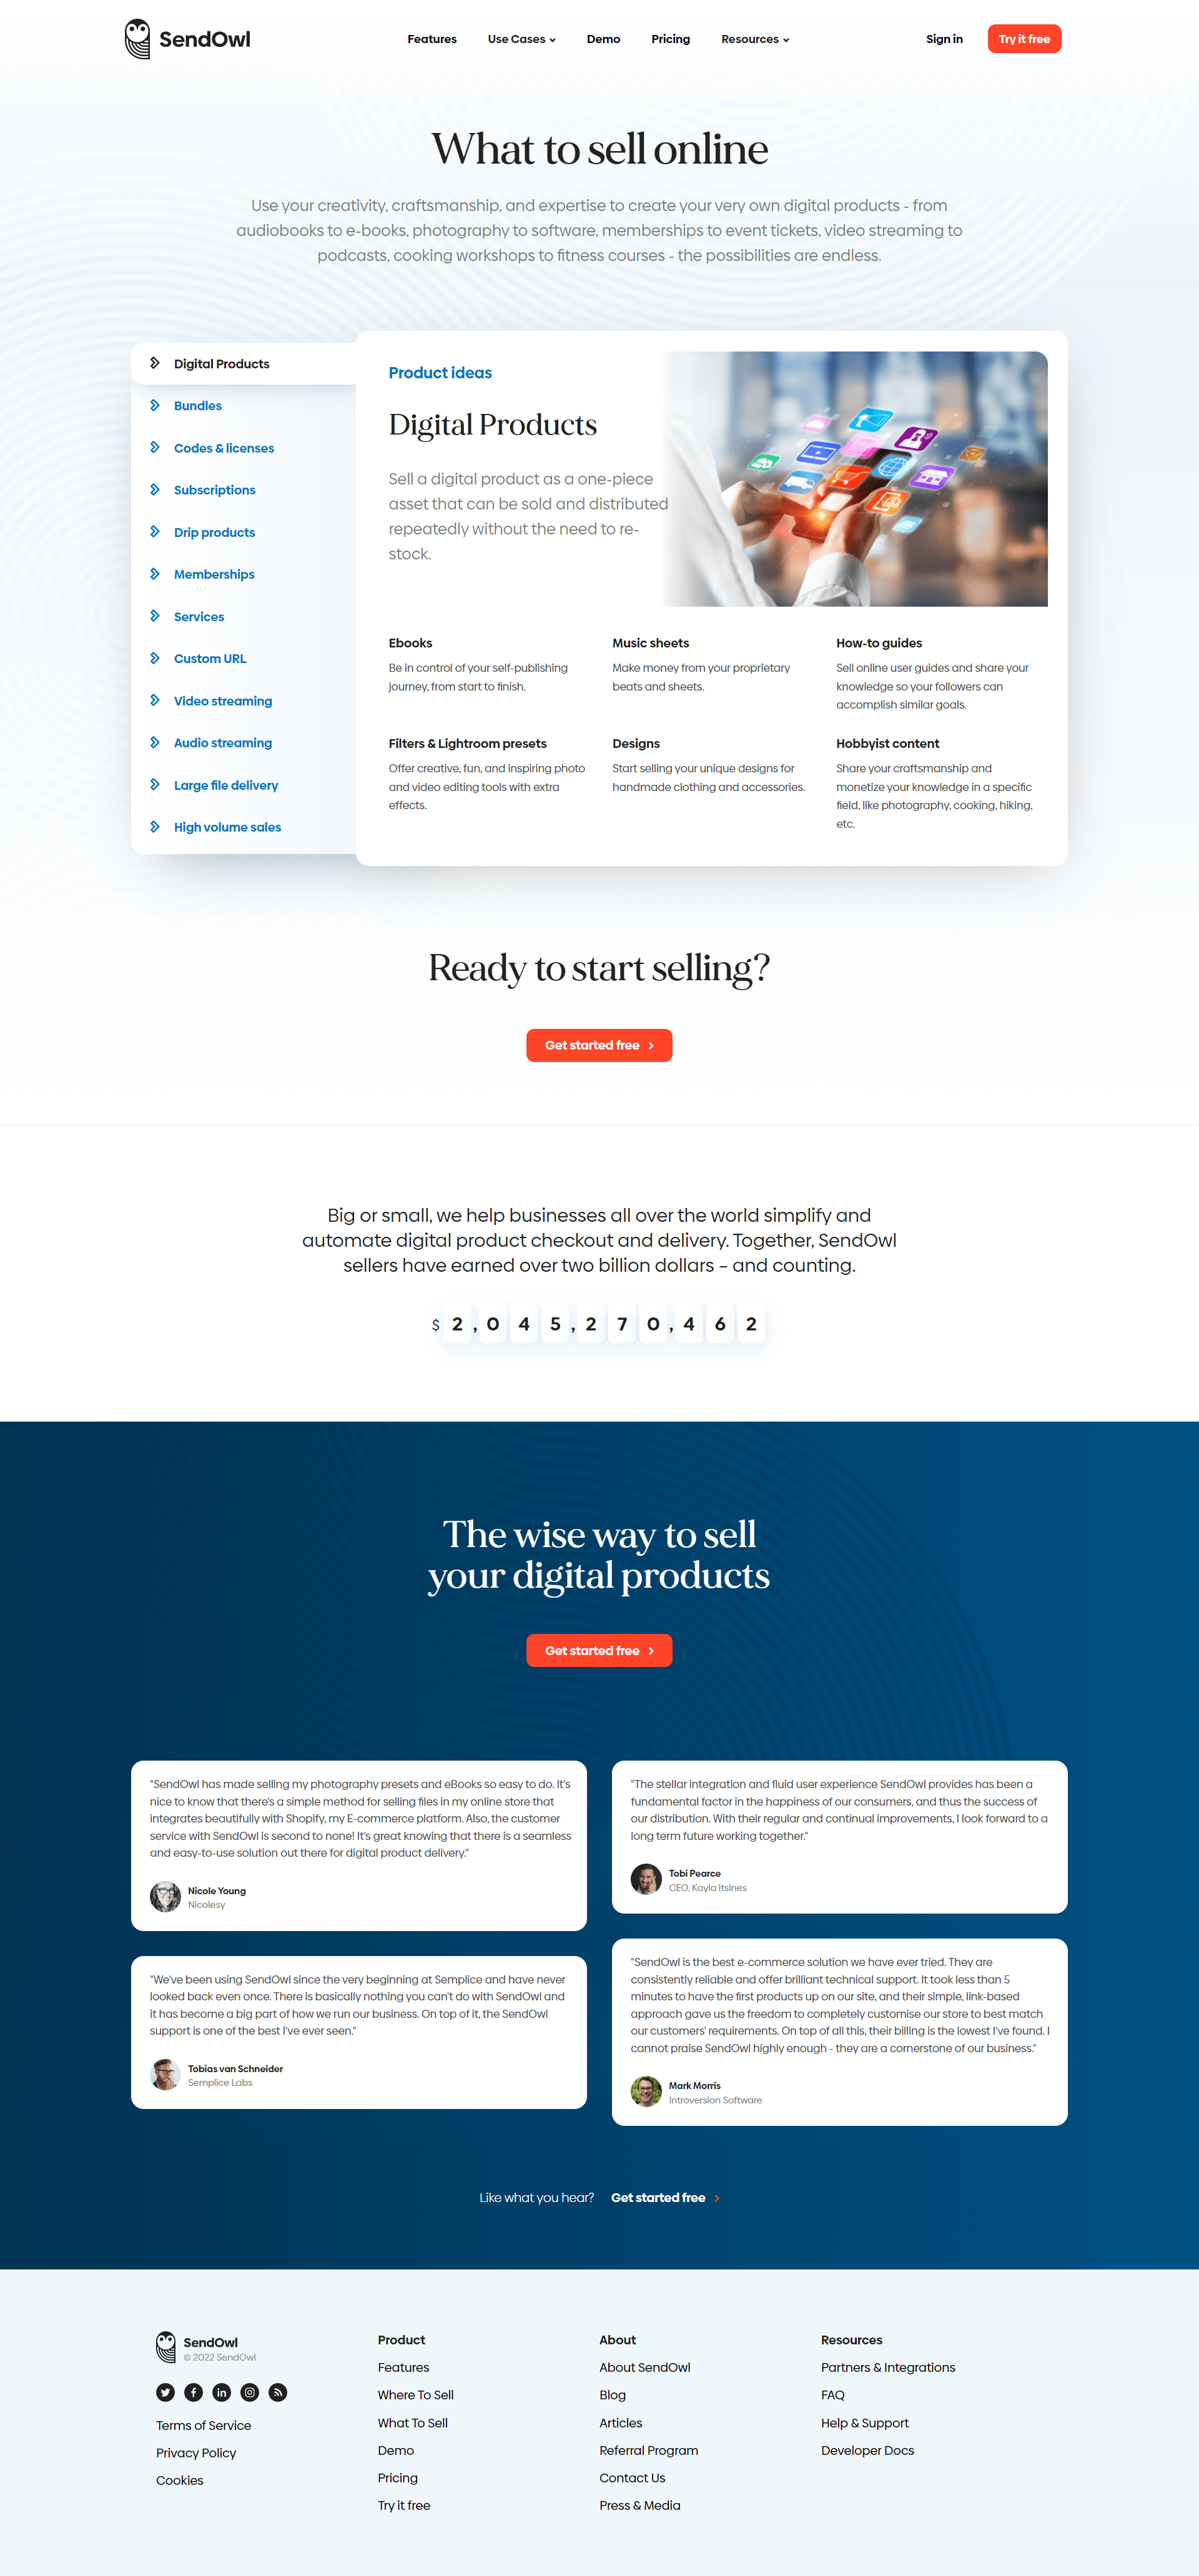 SendOwl
Features
Use Cases
Demo
Pricing
Resources
Sign in
Try it free
What to sell online
Use your creativity, craftsmanship, and expertise to create your very own digital products - from
audiobooks to e-books, photography to software, memberships to event tickets, video streaming to
podcasts, cooking workshops to fitness courses - the possibilities are endless.
Digital Products
Bundles
Codes & licenses
Subscriptions
Drip products
Memberships
Services
Custom URL
Video streaming
Audio streaming
Large file delivery
High volume sales
Product ideas
Digital Products
Sell a digital product as a one-piece
asset that can be sold and distributed
repeatedly without the need to re-
stock.
Ebooks
Be in control of your self-publishing
journey, from start to finish.
Music sheets
Make money from your proprietary
beats and sheets.
How-to guides
Sell online user guides and share your
knowledge so your followers can
accomplish similar goals.
Filters & Lightroom presets
Offer creative, fun, and inspiring photo
and video editing tools with extra
effects.
Designs
Start selling your unique designs for
handmade clothing and accessories.
Hobbyist content
Share your craftsmanship and
monetize your knowledge in a specific
field, like photography, cooking, hiking,
etc.
Ready to start selling?
Get started free
Big or small, we help businesses all over the world simplify and
automate digital product checkout and delivery. Together, SendOwl
sellers have earned over two billion dollars – and counting.
$ 2,045,270,462
The wise way to sell
your digital products
Get started free
"SendOwl has made selling my photography presets and eBooks so easy to do. It's
nice to know that there's a simple method for selling files in my online store that
integrates beautifully with Shopify, my E-commerce platform. Also, the customer
service with SendOwl is second to none! It's great knowing that there is a seamless
and easy-to-use solution out there for digital product delivery."
Nicole Young
Nicolesy
"We've been using SendOwl since the very beginning at Semplice and have never
looked back even once. There is basically nothing you can't do with SendOwl and
it has become a big part of how we run our business. On top of it, the SendOwl
support is one of the best I've ever seen."
Tobias van Schneider
Semplice Labs
"The stellar integration and fluid user experience SendOwl provides has been a
fundamental factor in the happiness of our consumers, and thus the success of
our distribution. With their regular and continual improvements, I look forward to a
long term future working together."
Tobi Pearce
CEO, Kayla Itsines
"SendOwl is the best e-commerce solution we have ever tried. They are
consistently reliable and offer brilliant technical support. It took less than 5
minutes to have the first products up on our site, and their simple, link-based
approach gave us the freedom to completely customise our store to best match
our customers' requirements. On top of all this, their billing is the lowest I've found. I
cannot praise SendOwl highly enough - they are a cornerstone of our business."
Mark Morris
Introversion Software
Like what you hear?
Get started free
SendOwl
© 2022 SendOwl
Terms of Service
Privacy Policy
Cookies
Product
Features
Where To Sell
What To Sell
Demo
Pricing
Try it free
About
About SendOwl
Blog
Articles
Referral Program
Contact Us
Press & Media
Resources
Partners & Integrations
FAQ
Help & Support
Developer Docs